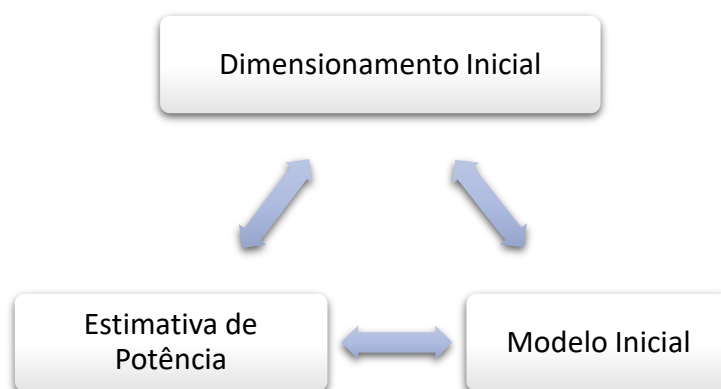 Dimensionamento Inicial
Estimativa de
Potência
Modelo Inicial